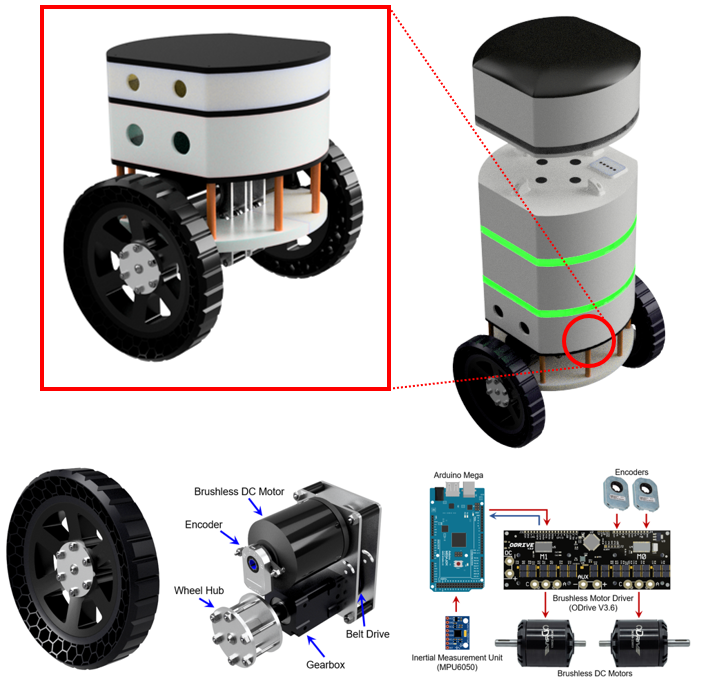 Brushless DC Motor
Encoder
Wheel Hub
Gearbox
Belt Drive
Arduino Mega
Encoders
ODRIVE
M1
M0
DC
AUX
Brushless Motor Driver
(ODrive V3.6)
Inertial Measurement Unit
(MPU6050)
Brushless DC Motors